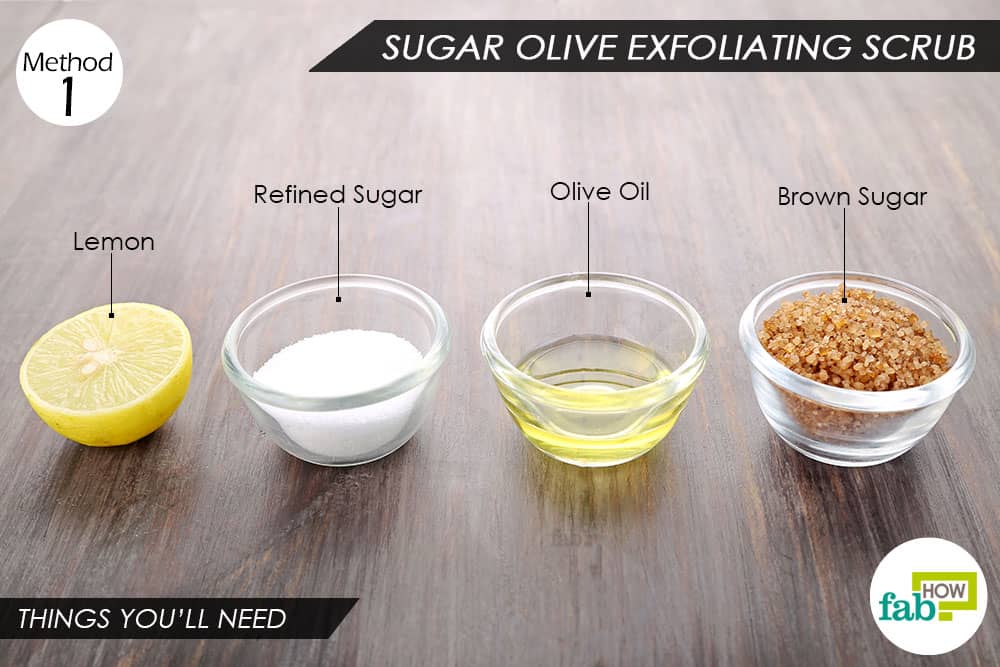 Method
1
SUGAR OLIVE EXFOLIATING SCRUB
Lemon
Refined Sugar
Olive Oil
Brown Sugar
THINGS YOU'LL NEED
fab HOW